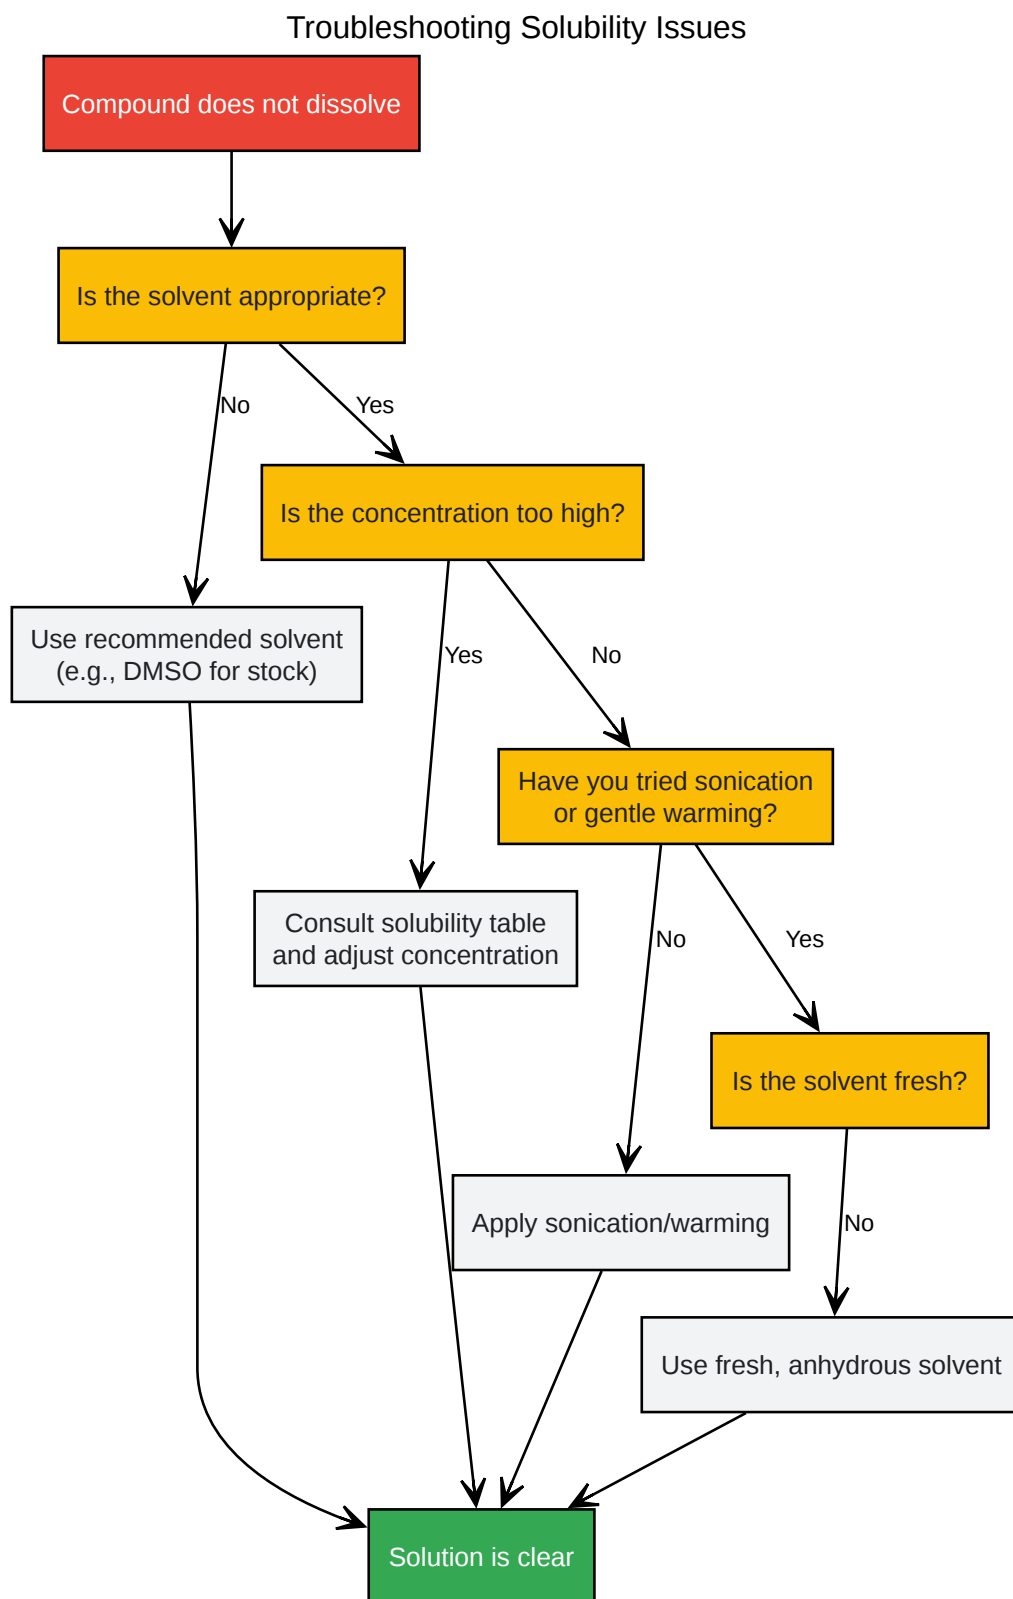 Troubleshooting Solubility Issues
Compound does not dissolve
Is the solvent appropriate?
No
Yes
Is the concentration too high?
Use recommended solvent
(e.g., DMSO for stock)
Yes
No
Have you tried sonication
or gentle warming?
Consult solubility table
and adjust concentration
No
Yes
Is the solvent fresh?
Apply sonication/warming
No
Use fresh, anhydrous solvent
Solution is clear